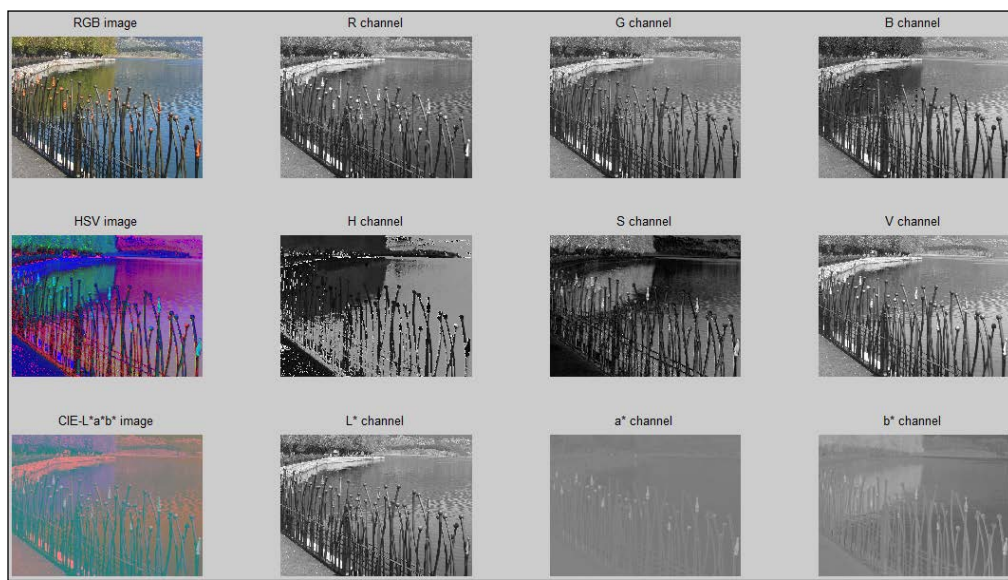 RGB image
R channel
G channel
B channel
HSV image
H channel
S channel
V channel
CIE-L*a*b* image
L* channel
a* channel
b* channel